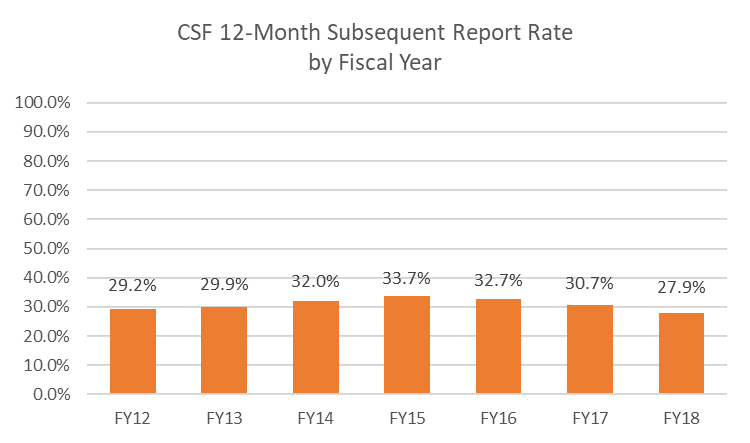 CSF 12-Month Subsequent Report Rate
by Fiscal Year
100.0%
90.0%
80.0%
70.0%
60.0%
50.0%
40.0%
30.0%
20.0%
10.0%
0.0%
29.2%
29.9%
32.0%
33.7%
32.7%
30.7%
27.9%
FY12
FY13
FY14
FY15
FY16
FY17
FY18